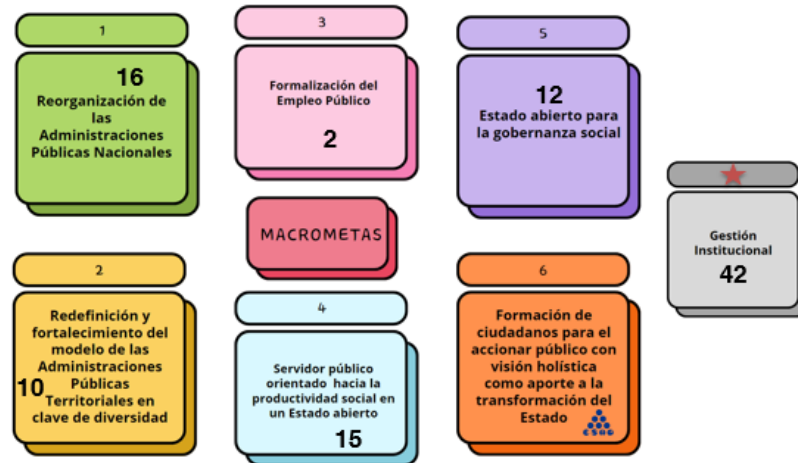 1
16
Reorganización de
las
Administraciones
Públicas Nacionales
2
Redefinición y
fortalecimiento del
modelo de las
Administraciones
10 Públicas
Territoriales en
clave de diversidad
3
Formalización del
Empleo Público
2
MACROMETAS
4
Servidor público
orientado hacia la
productividad social en
un Estado abierto
15
5
12
Estado abierto para
la gobernanza social
6
Formación de
ciudadanos para el
accionar público con
visión holística
como aporte a la
transformación del
Estado
ESAP
Gestión
Institucional
42